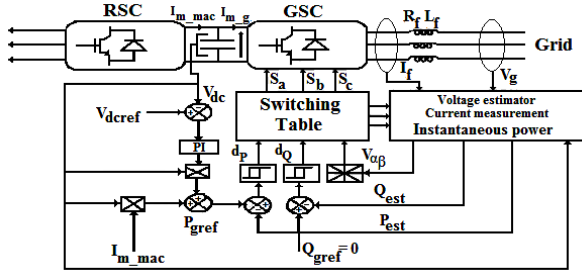 RSC
I_m_mac
I_m_g
GSC
R_f L_f
Grid
S_a
S_b
S_c
I_f
V_g
V_dc
V_dcref
Switching
Table
Voltage estimator
Current measurement
Instantaneous power
PI
d_P
d_Q
V_αβ
Q_est
P_gref
P_est
I_m_mac
Q_gref = 0